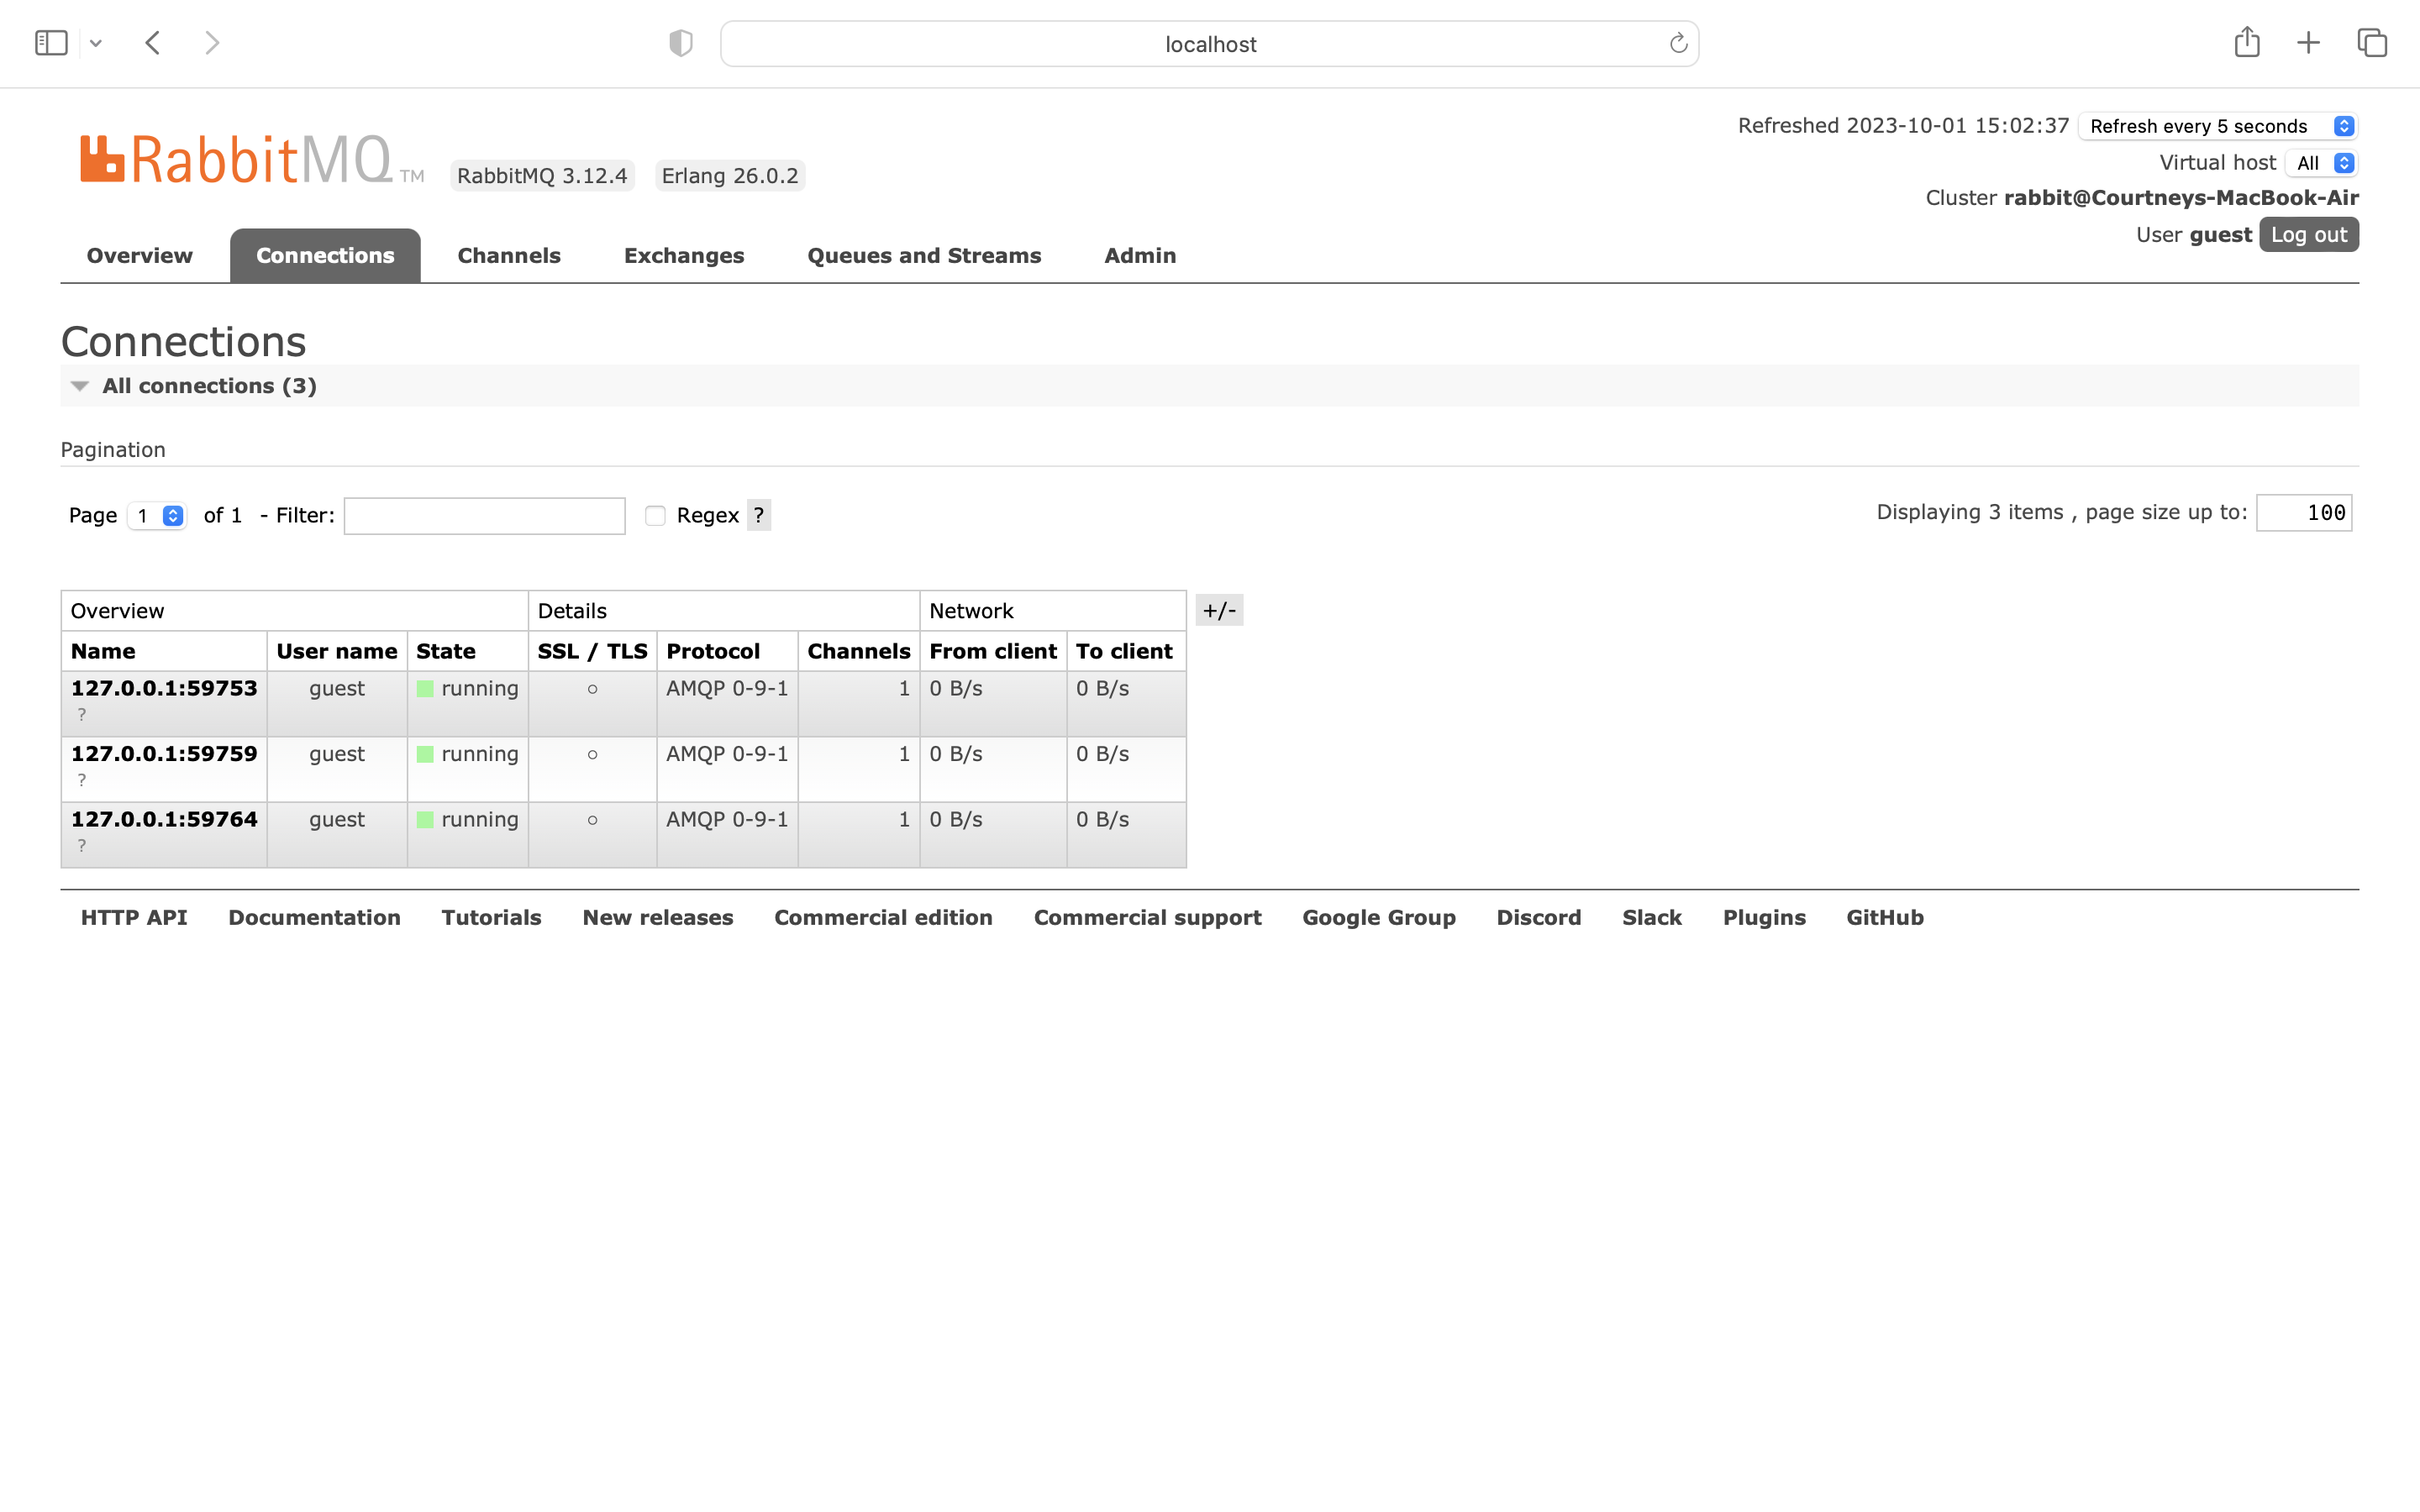 localhost
RabbitMQ TM RabbitMQ 3.12.4 Erlang 26.0.2
Refreshed 2023-10-01 15:02:37 Refresh every 5 seconds
Virtual host All
Cluster rabbit@Courtneys-MacBook-Air
User guest Log out
Overview Connections Channels Exchanges Queues and Streams Admin
Connections
All connections (3)
Pagination
Page 1 of 1 - Filter: Regex ? Displaying 3 items , page size up to: 100
Overview Details Network +/-
Name User name State SSL / TLS Protocol Channels From client To client
127.0.0.1:59753 guest running ○ AMQP 0-9-1 1 0 B/s 0 B/s
?
127.0.0.1:59759 guest running ○ AMQP 0-9-1 1 0 B/s 0 B/s
?
127.0.0.1:59764 guest running ○ AMQP 0-9-1 1 0 B/s 0 B/s
?
HTTP API Documentation Tutorials New releases Commercial edition Commercial support Google Group Discord Slack Plugins GitHub